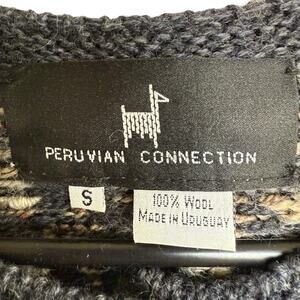 PERUVIAN CONNECTION
S
100% WOOL
MADE IN URUGUAY